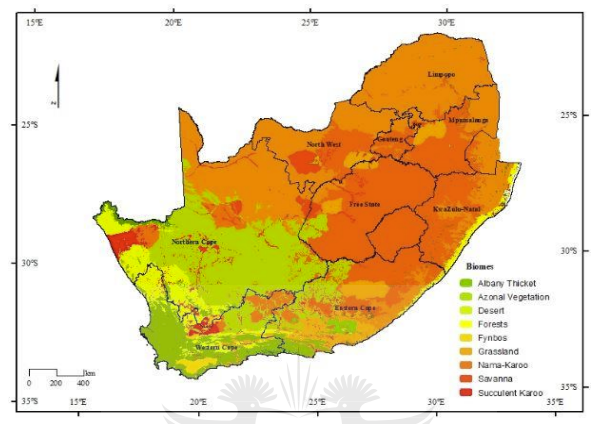 15°E 20°E 25°E 30°E
Limpopo
25°S 25°S
Mpumalanga
Gauteng
North West
Free State
KwaZulu-Natal
Northern Cape
30°S 30°S
Eastern Cape
Western Cape
Biomes
Albany Thicket
Azonal Vegetation
Desert
Forests
Fynbos
Grassland
Nama-Karoo
Savanna
Succulent Karoo
km
0 200 400
35°S 35°S
15°E 20°E 25°E 30°E